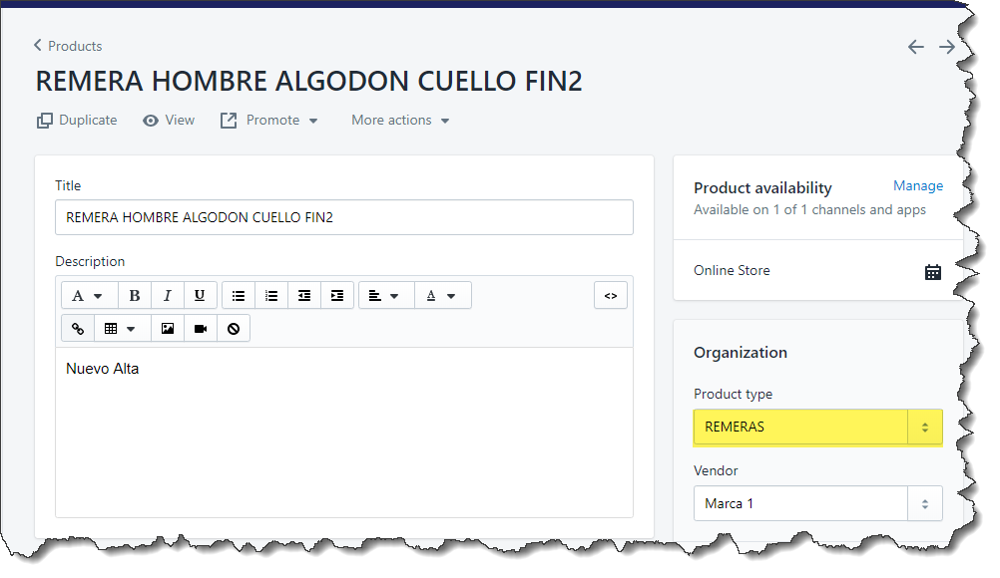 Products
REMERA HOMBRE ALGODON CUELLO FIN2
Duplicate View Promote More actions
Title
REMERA HOMBRE ALGODON CUELLO FIN2
Description
A B I U A <>
Nuevo Alta
Product availability Manage
Available on 1 of 1 channels and apps
Online Store
Organization
Product type
REMERAS
Vendor
Marca 1